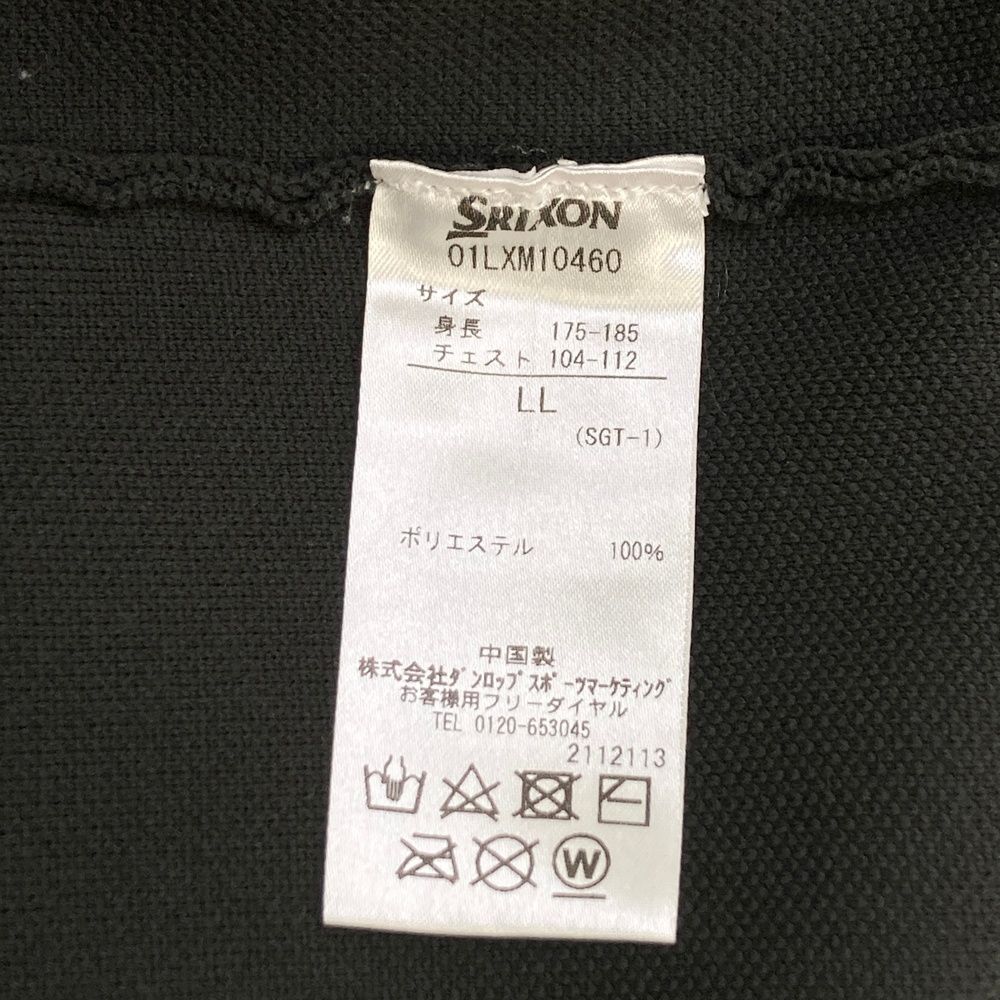 SRIXON
01LXM10460
サイズ
身長 175-185
チェスト 104-112
LL
(SGT-1)
ポリエステル 100%
中国製
株式会社ダンロップスポーツマーケティング
お客様用フリーダイヤル
TEL 0120-653045
2112113
W